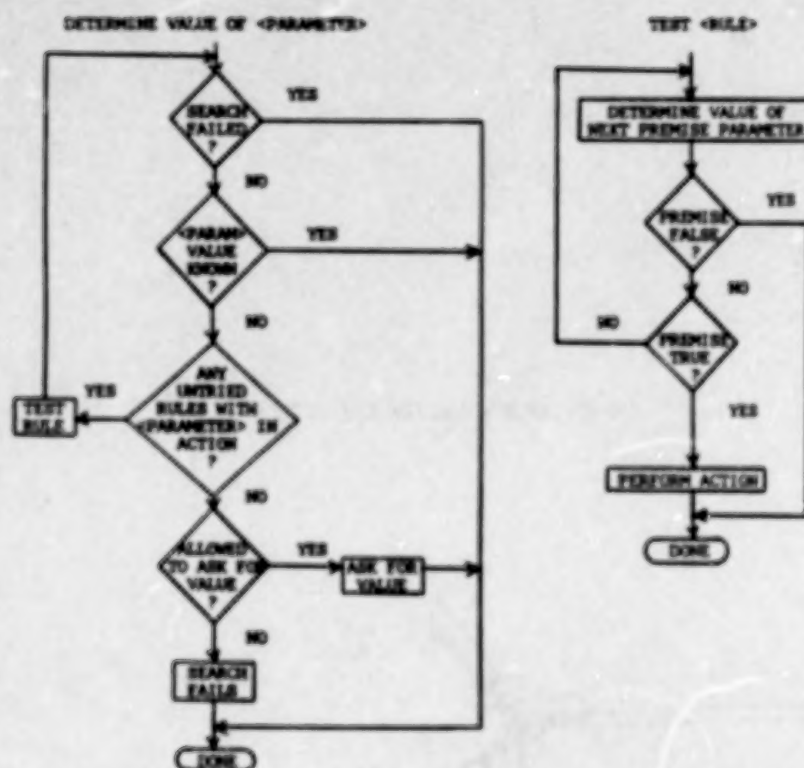 DETERMINE VALUE OF <PARAMETER>
SEARCH
FAILED
?
YES
NO
<PARAM>
VALUE
KNOWN
?
YES
NO
ANY
UNTRIED
RULES WITH
<PARAMETER> IN
ACTION
?
YES
TEST
RULE
NO
ALLOWED
TO ASK FOR
VALUE
?
YES
ASK FOR
VALUE
NO
SEARCH
FAILS
DONE
TEST <RULE>
DETERMINE VALUE OF
NEXT PREMISE PARAMETER
PREMISE
FALSE
?
YES
NO
PREMISE
TRUE
?
NO
YES
PERFORM ACTION
DONE